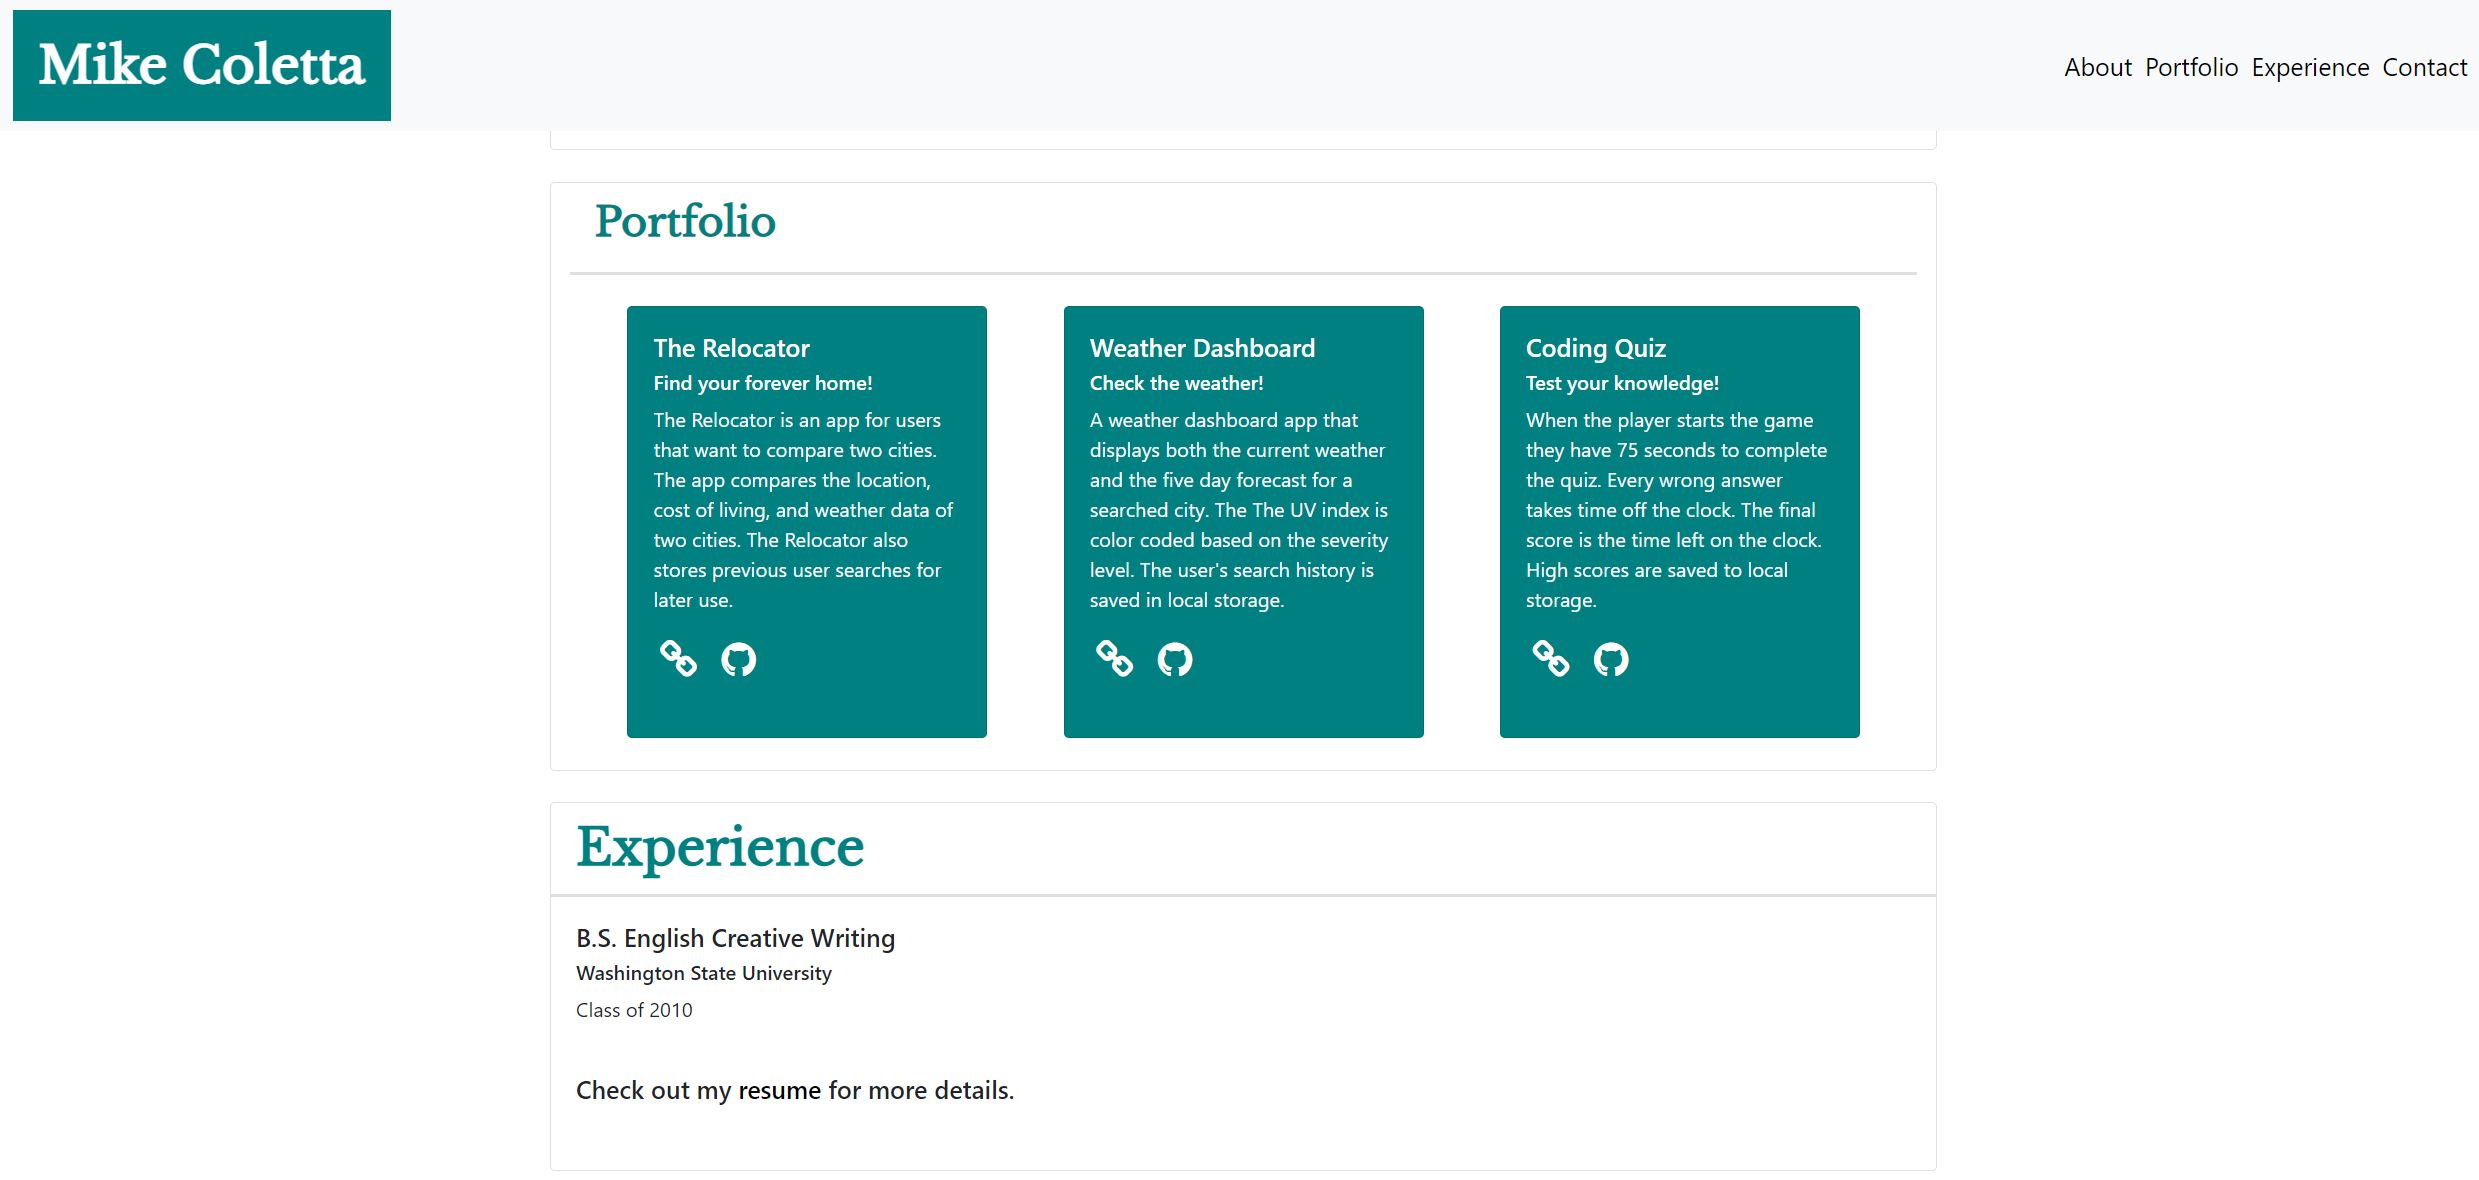 Mike Coletta
About Portfolio Experience Contact
Portfolio
The Relocator
Find your forever home!
The Relocator is an app for users
that want to compare two cities.
The app compares the location,
cost of living, and weather data of
two cities. The Relocator also
stores previous user searches for
later use.
Weather Dashboard
Check the weather!
A weather dashboard app that
displays both the current weather
and the five day forecast for a
searched city. The The UV index is
color coded based on the severity
level. The user's search history is
saved in local storage.
Coding Quiz
Test your knowledge!
When the player starts the game
they have 75 seconds to complete
the quiz. Every wrong answer
takes time off the clock. The final
score is the time left on the clock.
High scores are saved to local
storage.
Experience
B.S. English Creative Writing
Washington State University
Class of 2010
Check out my resume for more details.